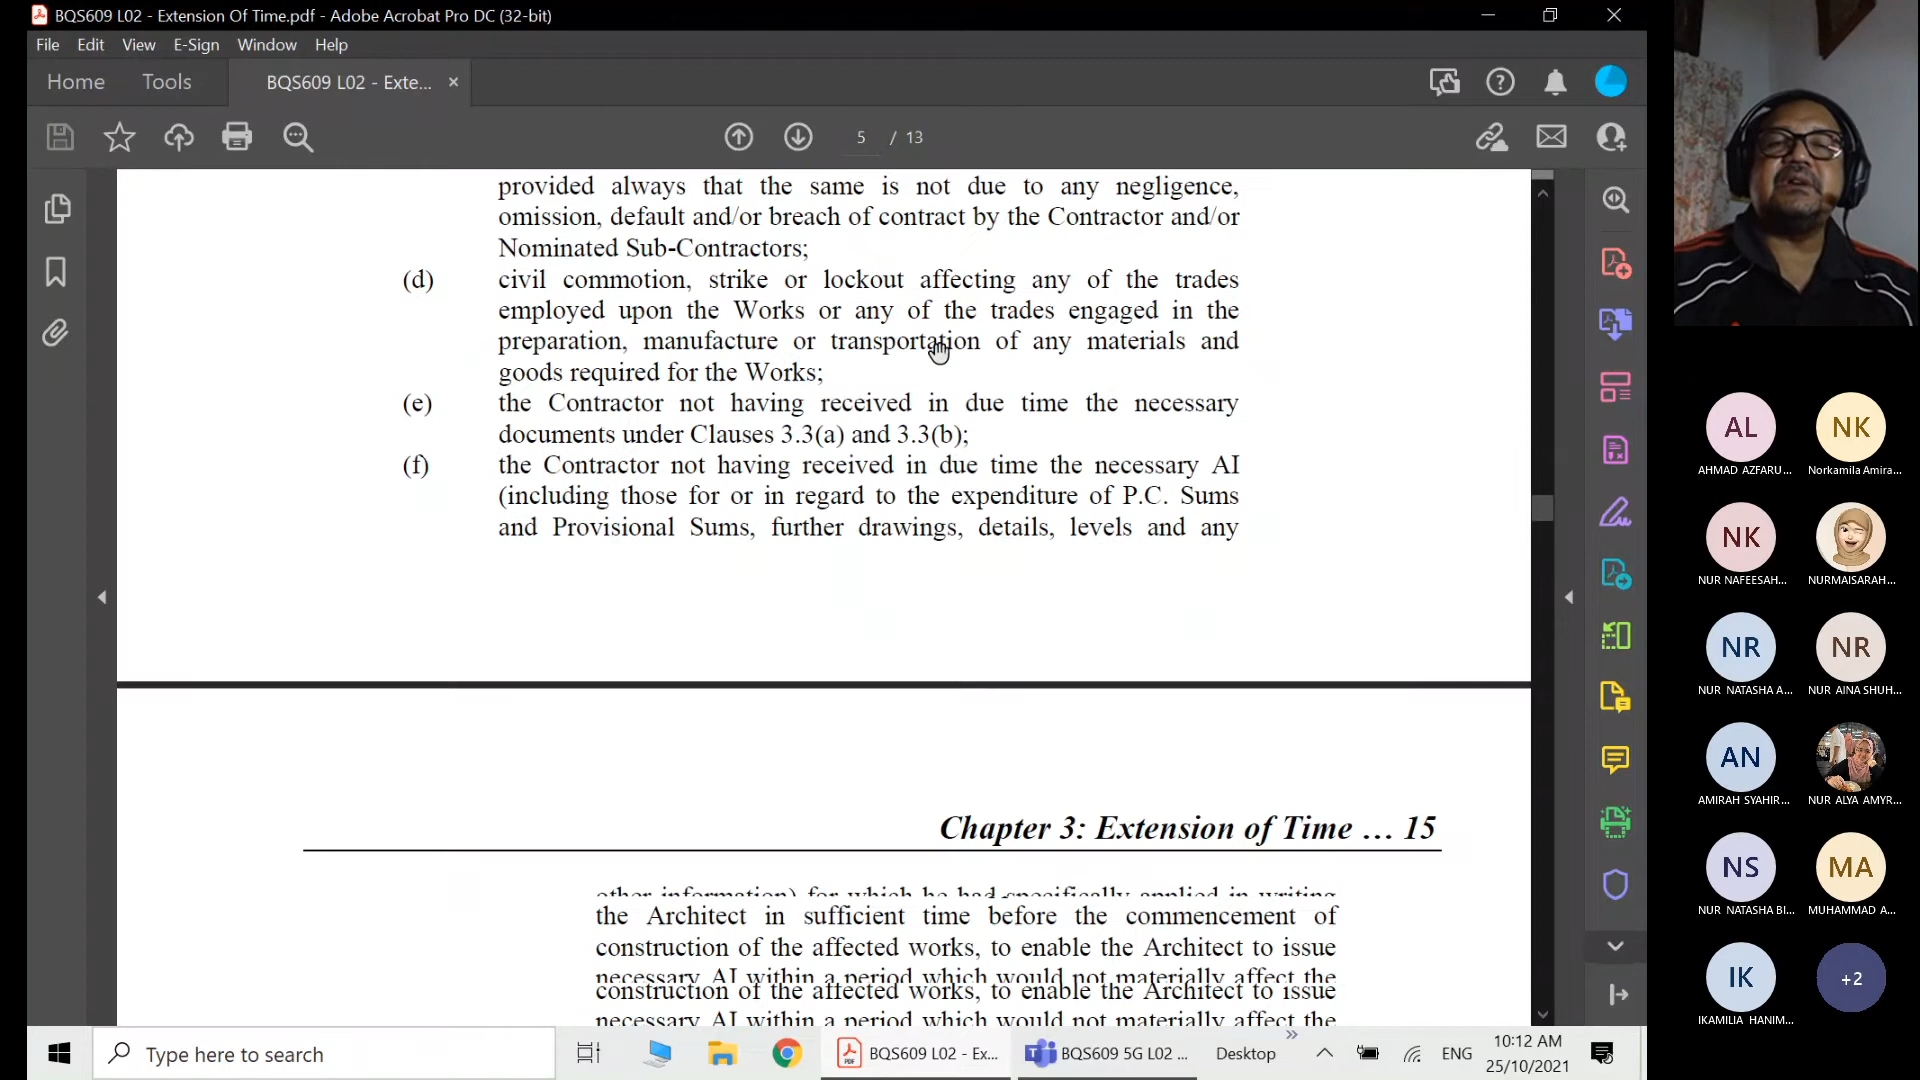 BQS609 L02 - Extension Of Time.pdf - Adobe Acrobat Pro DC (32-bit)
File Edit View E-Sign Window Help
Home Tools BQS609 L02 - Exte...
5 / 13
provided always that the same is not due to any negligence,
omission, default and/or breach of contract by the Contractor and/or
Nominated Sub-Contractors;
(d) civil commotion, strike or lockout affecting any of the trades
employed upon the Works or any of the trades engaged in the
preparation, manufacture or transportation of any materials and
goods required for the Works;
(e) the Contractor not having received in due time the necessary
documents under Clauses 3.3(a) and 3.3(b);
(f) the Contractor not having received in due time the necessary AI
(including those for or in regard to the expenditure of P.C. Sums
and Provisional Sums, further drawings, details, levels and any
Chapter 3: Extension of Time … 15
other information) for which he had specifically applied in writing
the Architect in sufficient time before the commencement of
construction of the affected works, to enable the Architect to issue
necessary AI within a period which would not materially affect the
construction of the affected works, to enable the Architect to issue
necessary AI within a period which would not materially affect the
AL
AHMAD AZFARU...
NK
Norkamila Amira...
NK
NUR NAFEESAH...
NURMAISARAH...
NR
NUR NATASHA A...
NR
NUR AINA SHUH...
AN
AMIRAH SYAHIR...
NUR ALYA AMYR...
NS
NUR NATASHA BI...
MA
MUHAMMAD A...
IK
IKAMILIA HANIM...
+2
Type here to search
BQS609 L02 - Ex...
BQS609 5G L02 ...
Desktop
ENG
10:12 AM
25/10/2021